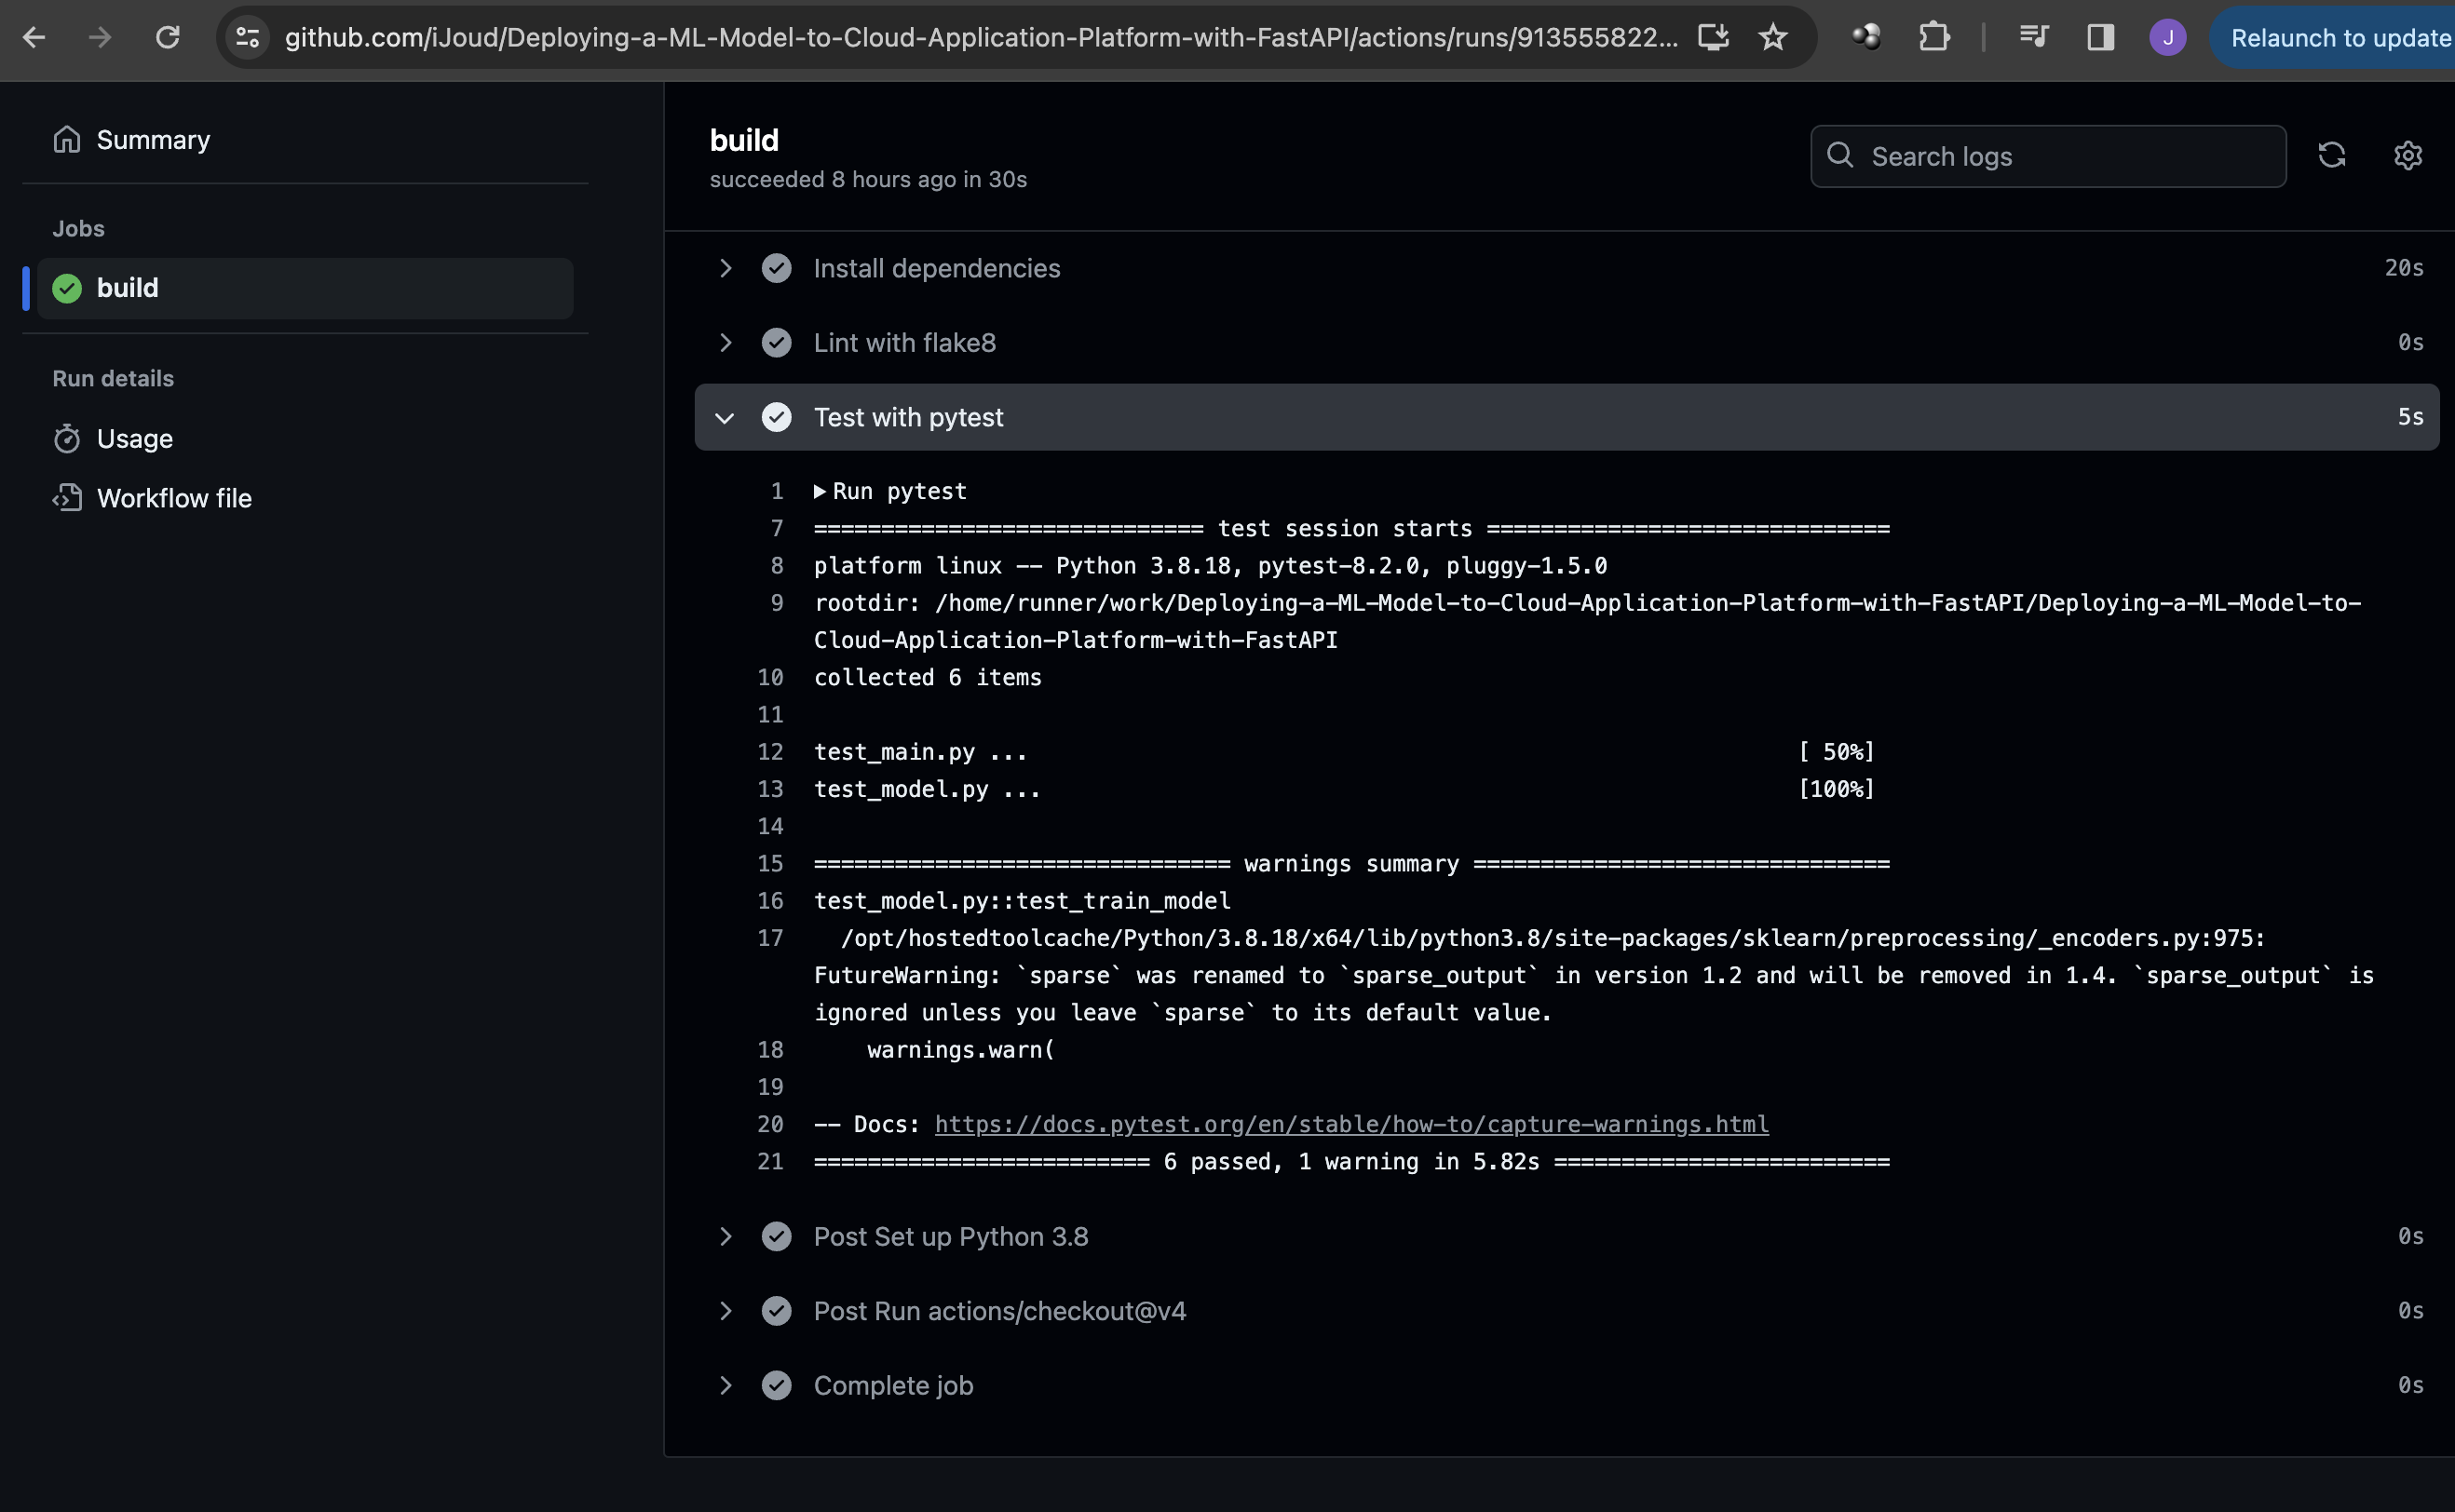 github.com/iJoud/Deploying-a-ML-Model-to-Cloud-Application-Platform-with-FastAPI/actions/runs/913555822...
J
Relaunch to update
Summary
Jobs
build
Run details
Usage
Workflow file
build
succeeded 8 hours ago in 30s
Search logs
Install dependencies 20s
Lint with flake8 0s
Test with pytest 5s
1 Run pytest
7 ============================= test session starts ==============================
8 platform linux -- Python 3.8.18, pytest-8.2.0, pluggy-1.5.0
9 rootdir: /home/runner/work/Deploying-a-ML-Model-to-Cloud-Application-Platform-with-FastAPI/Deploying-a-ML-Model-to-
Cloud-Application-Platform-with-FastAPI
10 collected 6 items
11
12 test_main.py ... [ 50%]
13 test_model.py ... [100%]
14
15 =============================== warnings summary ===============================
16 test_model.py::test_train_model
17 /opt/hostedtoolcache/Python/3.8.18/x64/lib/python3.8/site-packages/sklearn/preprocessing/_encoders.py:975:
FutureWarning: `sparse` was renamed to `sparse_output` in version 1.2 and will be removed in 1.4. `sparse_output` is
ignored unless you leave `sparse` to its default value.
18 warnings.warn(
19
20 -- Docs: https://docs.pytest.org/en/stable/how-to/capture-warnings.html
21 ========================= 6 passed, 1 warning in 5.82s =========================
Post Set up Python 3.8 0s
Post Run actions/checkout@v4 0s
Complete job 0s